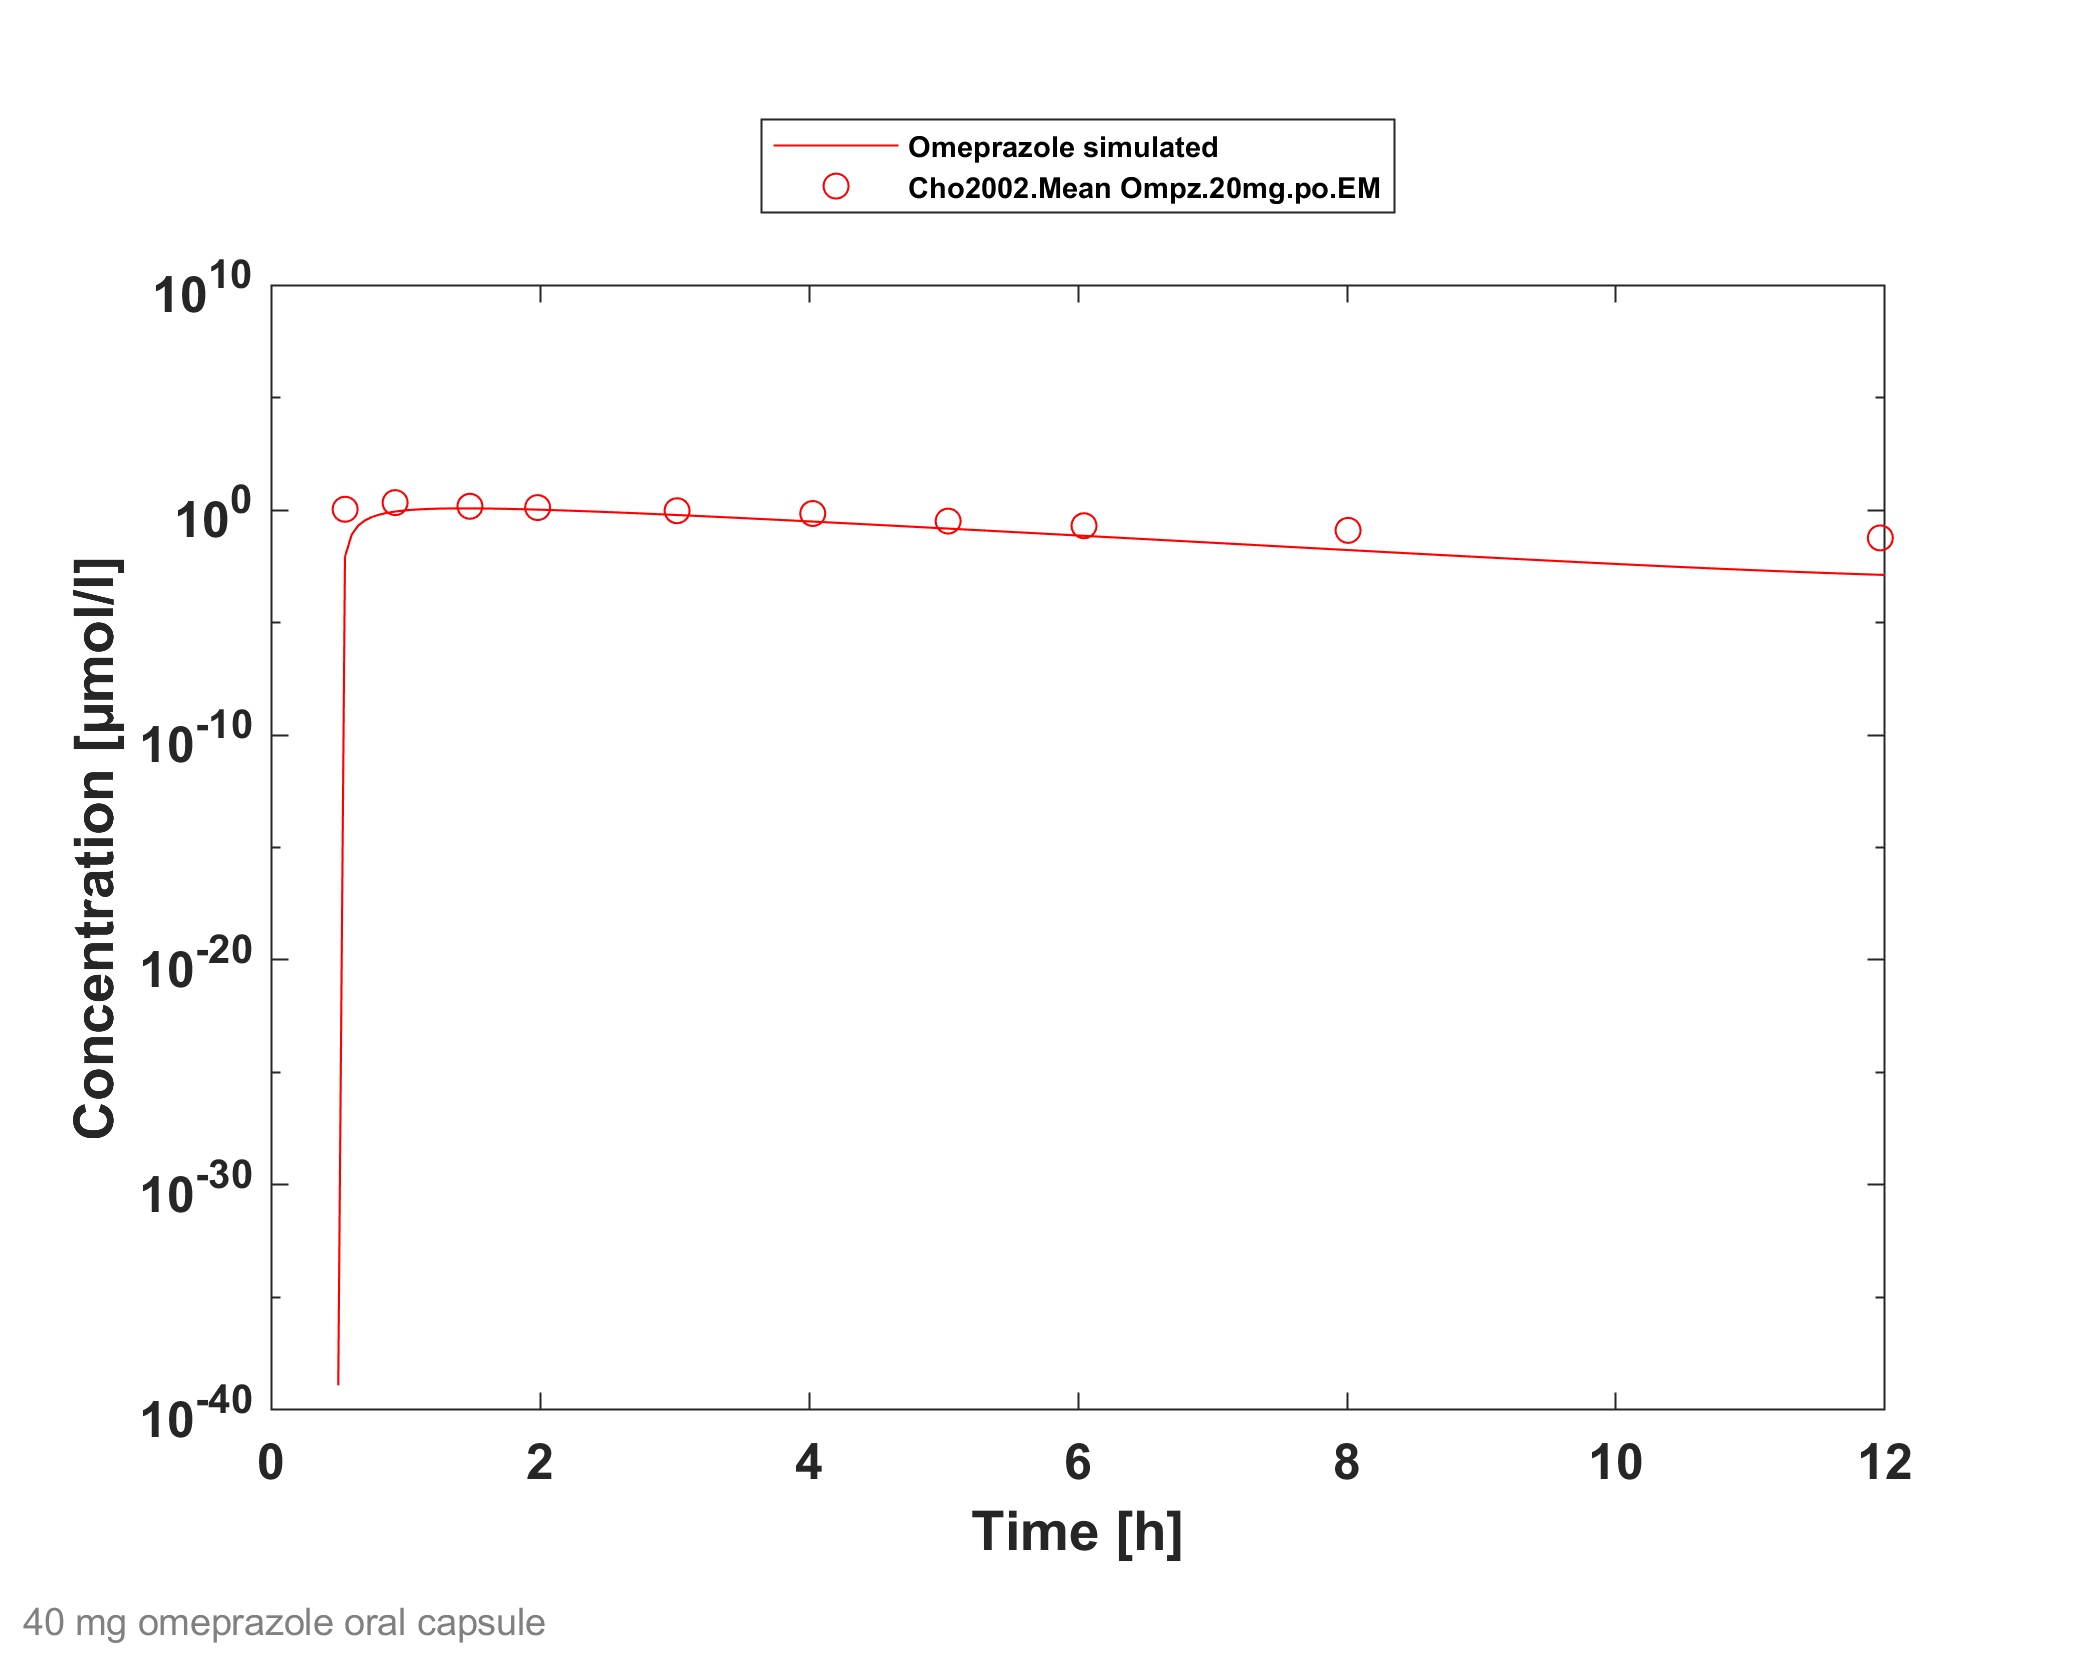 Omeprazole simulated
Cho2002.Mean Ompz.20mg.po.EM
10^10
10^0
10^-10
10^-20
10^-30
10^-40
Concentration [µmol/l]
0 2 4 6 8 10 12
Time [h]
40 mg omeprazole oral capsule